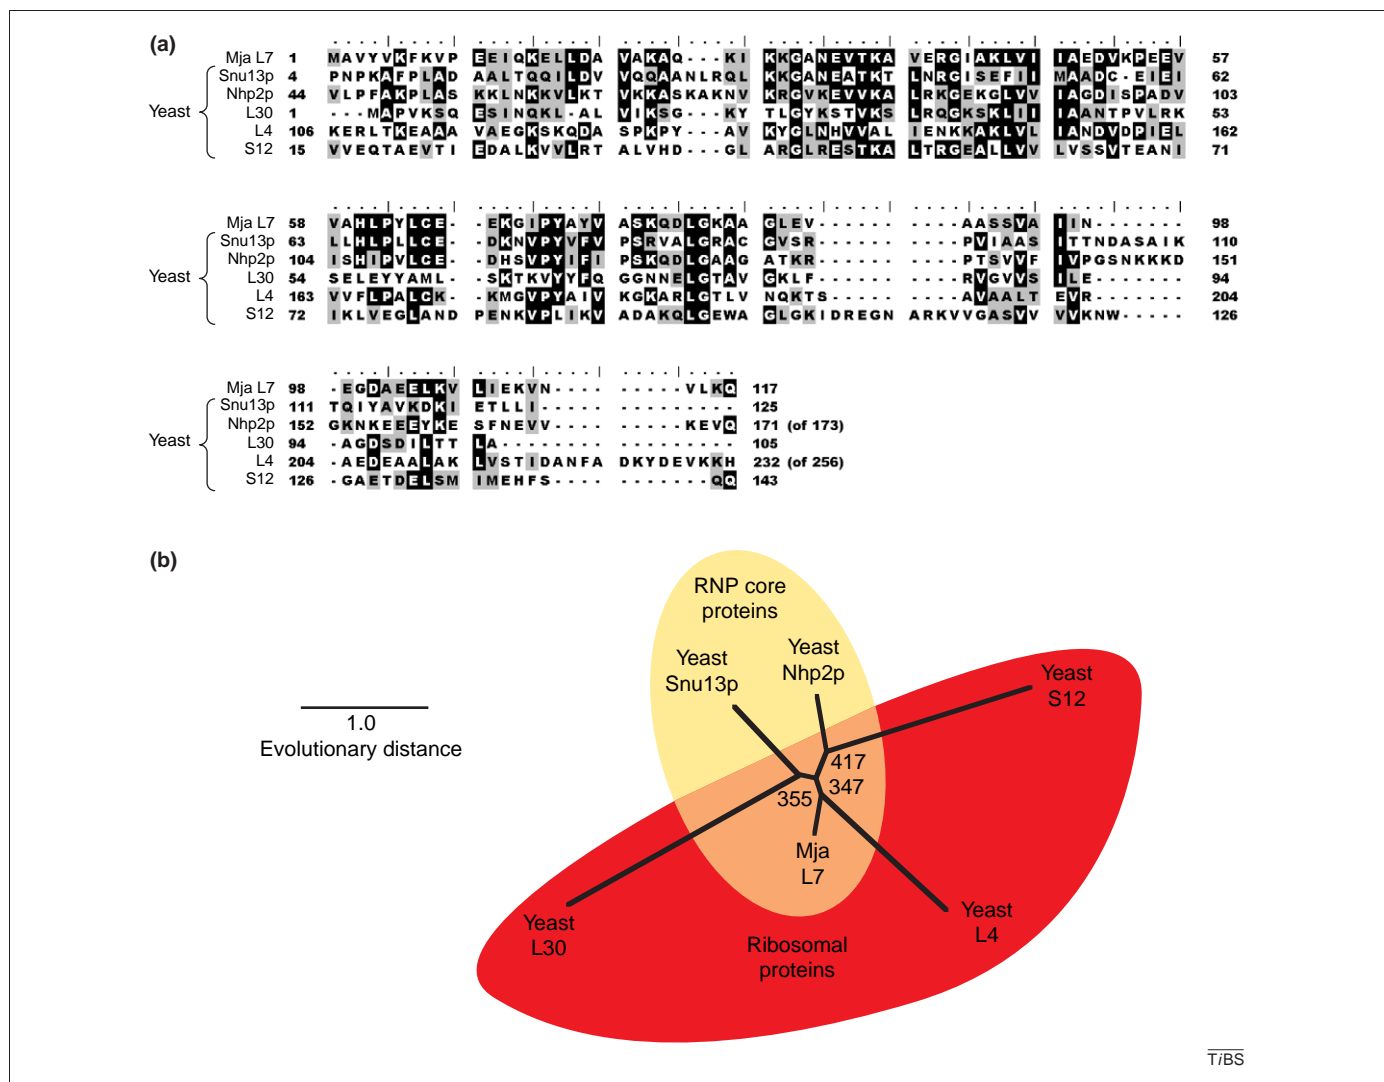 (a)
Mja L7 1 MAVYVKFKVP EEIQKELLDA VAKAQ---KI KKGANEVTKA VERGIAKLVI IAEDVKPEEV 57
Snu13p 4 PNPKAFPLAD AALTQQILDV VQQAANLRQL KKGANEATKT LNRGISEFII MAADC-EIEI 62
Nhp2p 44 VLPFAKPLAS KKLNKKVLKT VKKASKAKNV KRGVKEVVKA LRKGEKGLVV IAGDISPADV 103
L30 1 ---MAPVKSQ ESINQKL-AL VIKSG---KY TLGYKSTVKS LRQGKSKLII IAANTPVLRK 53
L4 106 KERLTKEAAA VAEGKSKQDA SPKPY---AV KYGLNHVVAL IENKKAKLVL IANDVDPIEL 162
S12 15 VVEQTAEVTI EDALKVVLRT ALVHD---GL ARGLRESTKA LTRGEALLVV LVSSVTEANI 71
Yeast
Mja L7 58 VAHLPYLCE- EKGIPYAYVA SKQDLGKAA GLEV------ ----AASSVA IIN------- 98
Snu13p 63 LLHLPLLCE- DKNVPYVFV PSRVALGRAC GVSR------ ----PVIAAS ITTNDASAIK 110
Nhp2p 104 ISHIPVLCE- DHSVPYIFI PSKQDLGAAG ATKR------ ----PTSVVF IVPGSNKKKD 151
L30 54 SELEYYAML- SKTKVYYFQ GGNNELGTAV GKLF------ ----RVGVVS ILE------- 94
L4 163 VVFLPALCK- KMGVPYAIV KGKARLGTLV NQKTS----- ----AVAALT EVR------- 204
S12 72 IKLVEGLAND PENKVPLIKV ADAKQLGEWA GLGKIDREGN ARKVVGASVV VVKNW----- 126
Yeast
Mja L7 98 -EGDAEELKV LIEKVN---- ------VLKQ 117
Snu13p 111 TQIYAVKDKI ETLLI----- ---------- 125
Nhp2p 152 GKNKEEEYKE SFNEVV---- ------KEVQ 171 (of 173)
L30 94 -AGDSDILTT LA-------- ---------- 105
L4 204 -AEDEAALAK LVSTIDANFA DKYDEVKKH 232 (of 256)
S12 126 -GAETDELSM IMEHFS---- --------QQ 143
Yeast
(b)
RNP core
proteins
Yeast
Snu13p
Yeast
Nhp2p
Yeast
S12
1.0
Evolutionary distance
417
347
355
Mja
L7
Yeast
L30
Yeast
L4
Ribosomal
proteins
TiBS